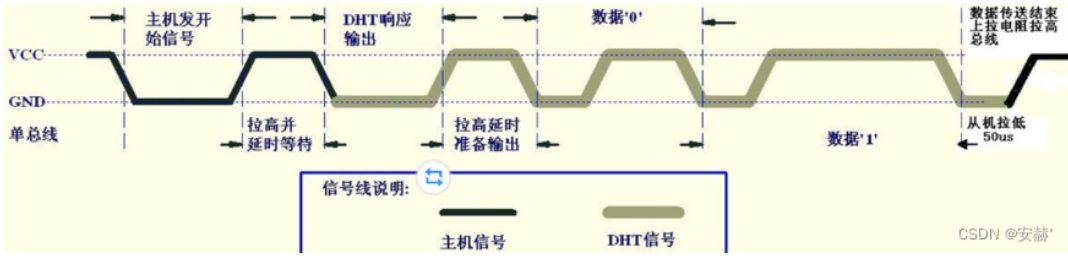 主机发开
始信号
DHT响应
输出
数据'0'
数据传送结束
上拉电阻拉高
总线
VCC
GND
单总线
拉高并
延时等待
拉高延时
准备输出
数据'1'
从机拉低
50us
信号线说明:
主机信号
DHT信号
CSDN @安赫'